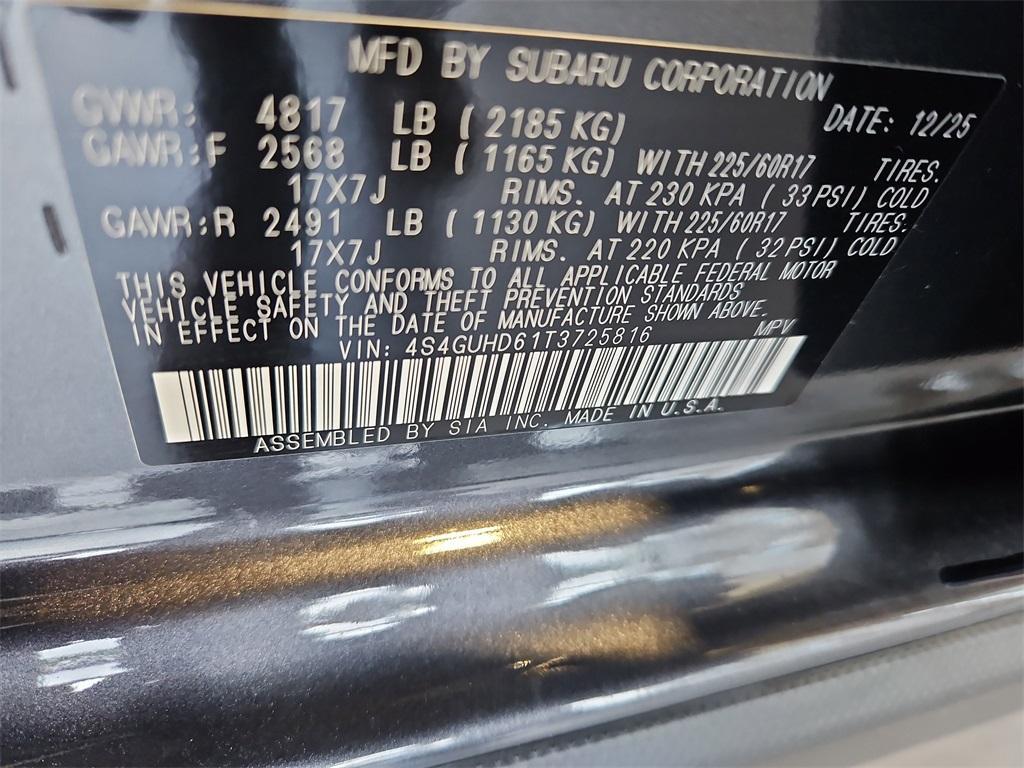 MFD BY SUBARU CORPORATION
GVWR: 4817 LB (2185 KG) DATE: 12/25
GAWR:F 2568 LB (1165 KG) WITH 225/60R17 TIRES.
17X7J RIMS. AT 230 KPA (33 PSI) COLD
GAWR:R 2491 LB (1130 KG) WITH 225/60R17 TIRES.
17X7J RIMS. AT 220 KPA (32 PSI) COLD
THIS VEHICLE CONFORMS TO ALL APPLICABLE FEDERAL MOTOR
VEHICLE SAFETY AND THEFT PREVENTION STANDARDS
IN EFFECT ON THE DATE OF MANUFACTURE SHOWN ABOVE.
VIN: 4S4GUHD61T3725816 MPV
ASSEMBLED BY SIA INC. MADE IN U.S.A.